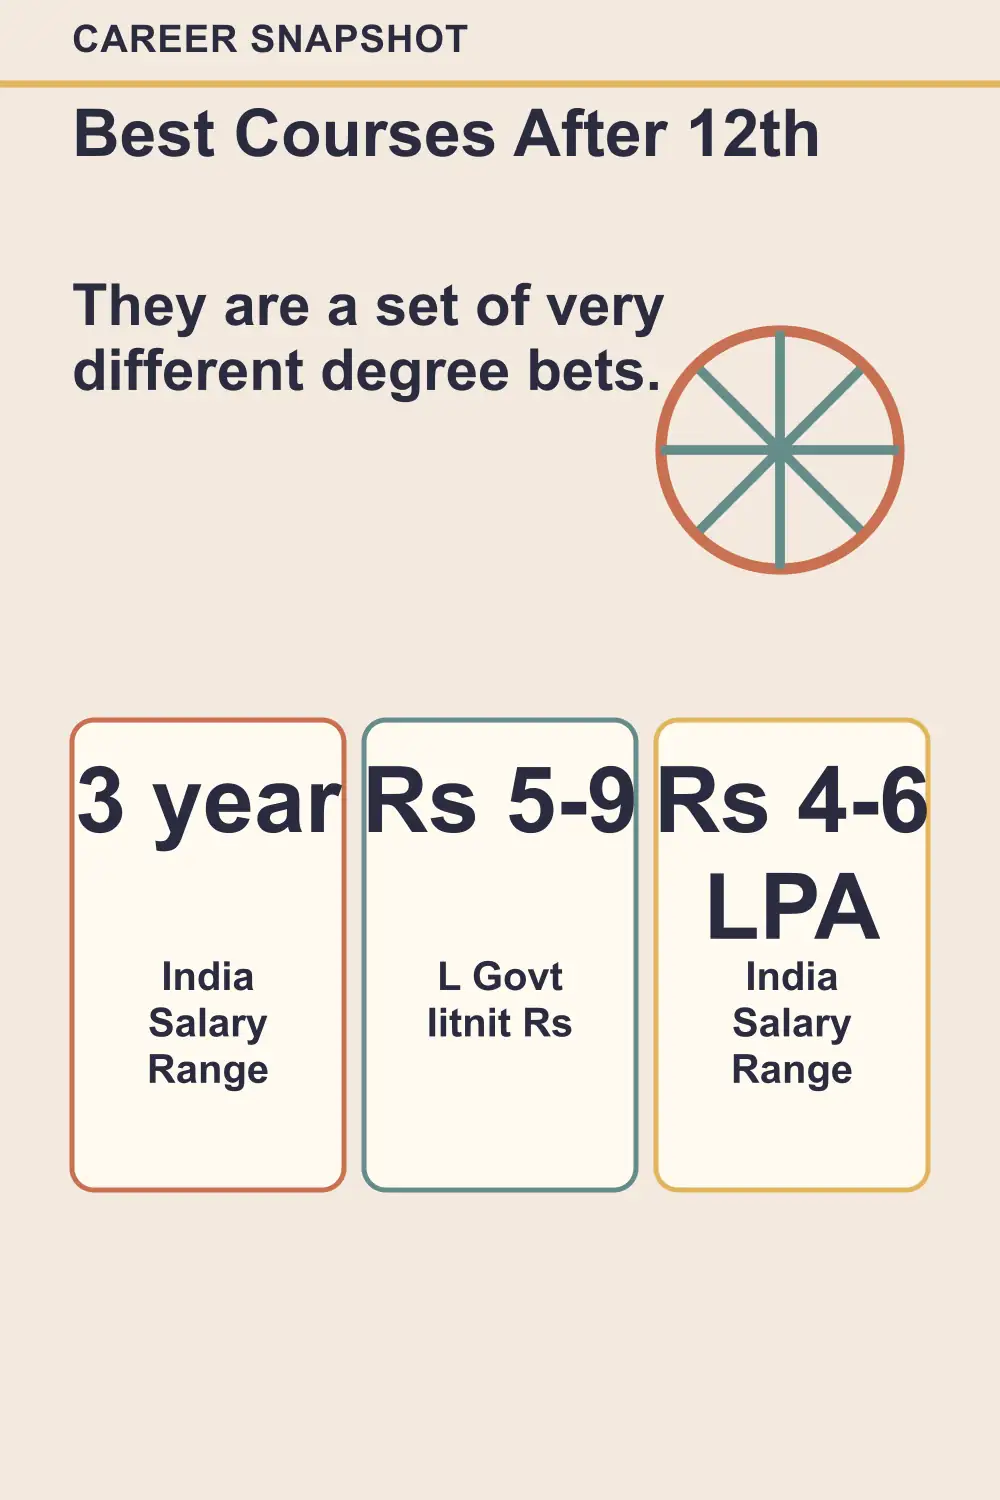 CAREER SNAPSHOT
Best Courses After 12th
They are a set of very
different degree bets.
3 year
India
Salary
Range
Rs 5-9
L Govt
Iitnit Rs
Rs 4-6
LPA
India
Salary
Range